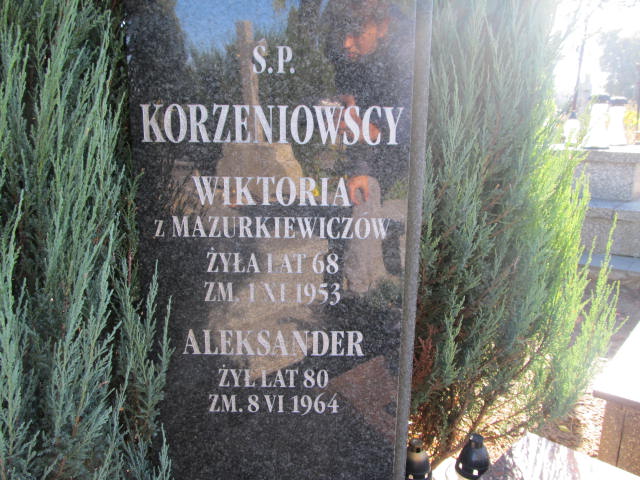 Ś.P.
KORZENIOWSCY
WIKTORIA
z MAZURKIEWICZÓW
ŻYŁA LAT 68
ZM. 1 XI 1953
ALEKSANDER
ŻYŁ LAT 80
ZM. 8 VI 1964